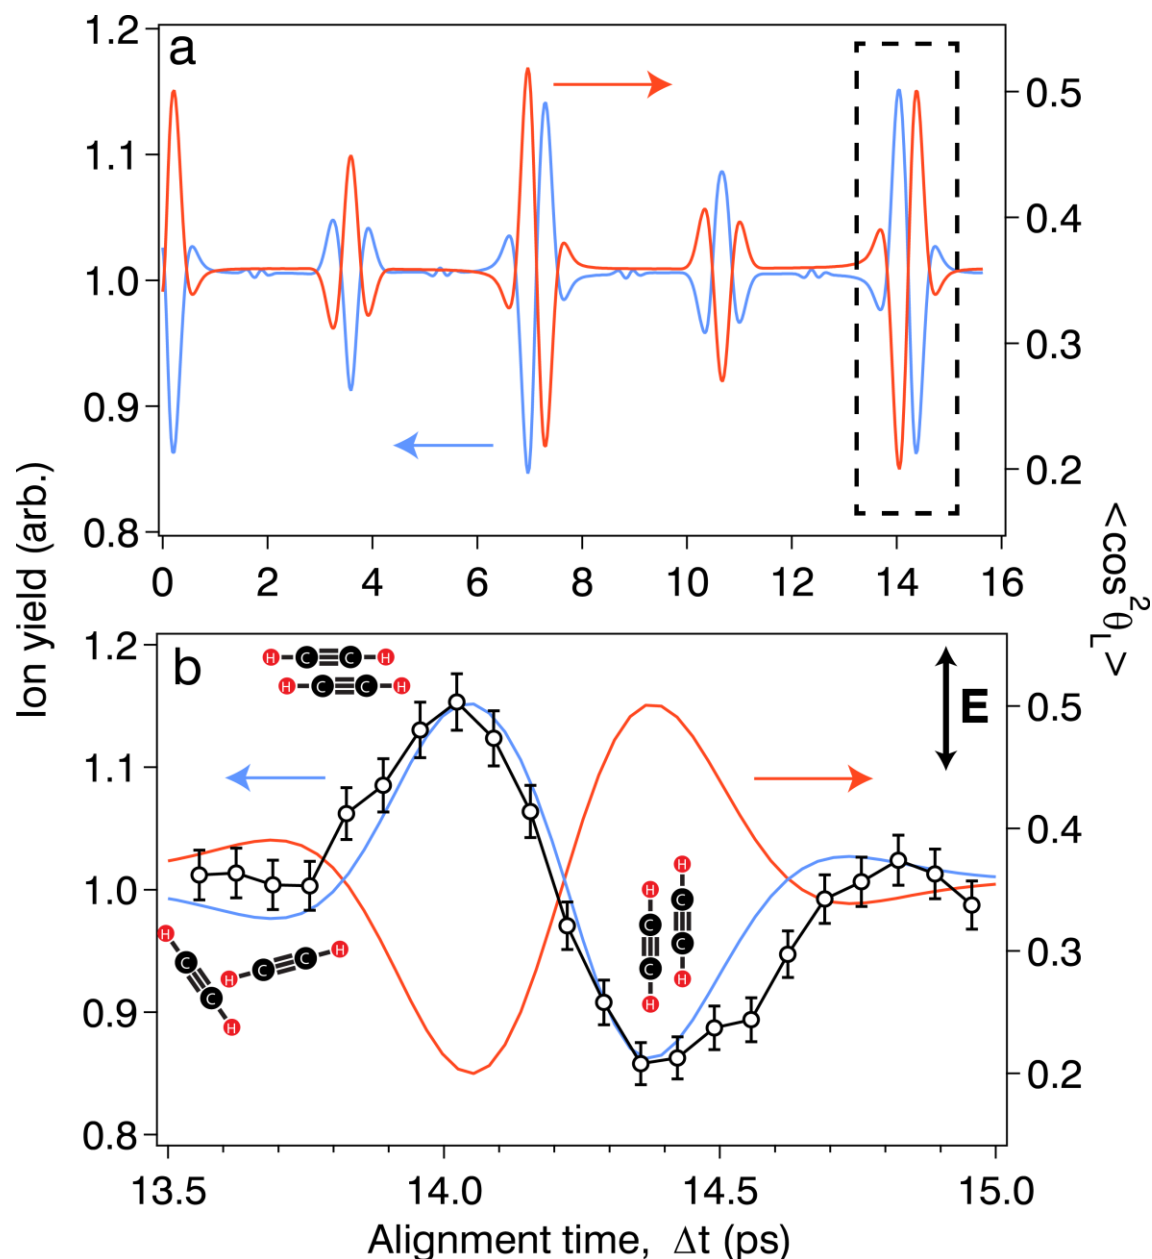 a
1.2
1.1
1.0
0.9
0.8
0.5
0.4
0.3
0.2
0 2 4 6 8 10 12 14 16
Ion yield (arb.)
<cos²θ_L>
b
E
1.2
1.1
1.0
0.9
0.8
0.5
0.4
0.3
0.2
H C C H
H C C H
H C C H
H C C H
H C C H
H C C H
13.5 14.0 14.5 15.0
Alignment time, Δt (ps)